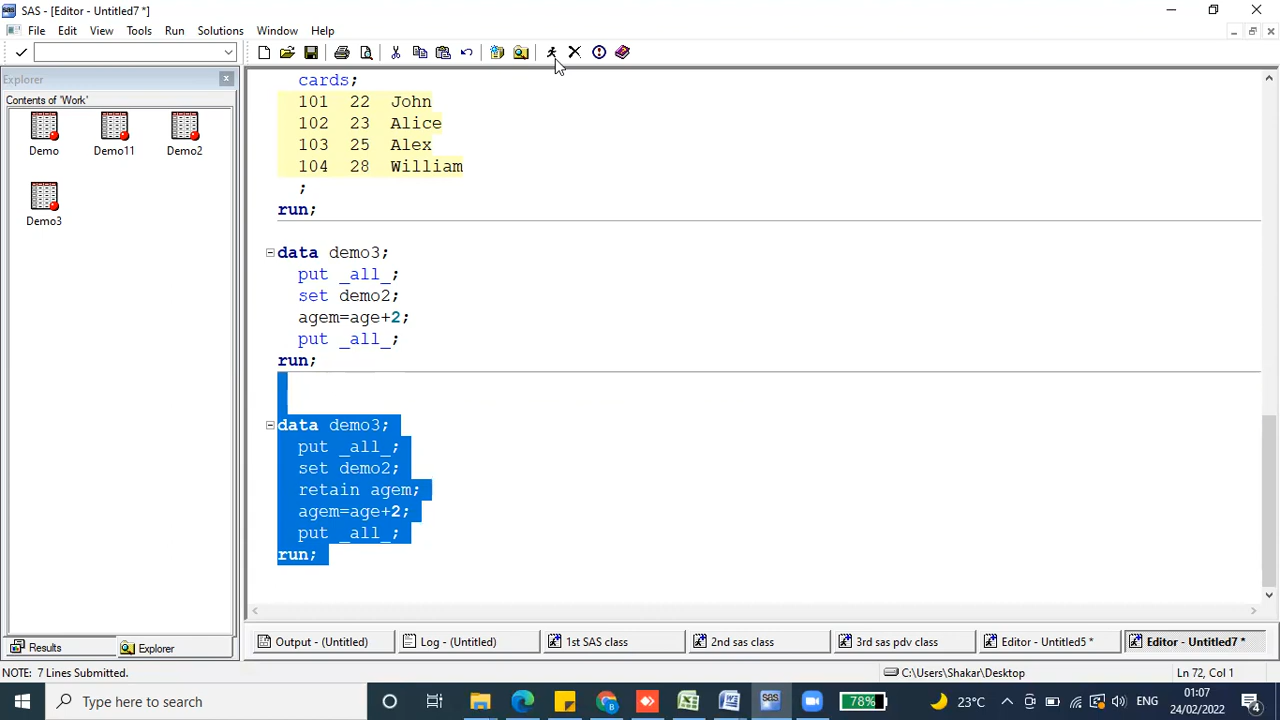 SAS - [Editor - Untitled7 *]
File Edit View Tools Run Solutions Window Help
Explorer
Contents of 'Work'
Demo Demo11 Demo2
Demo3
cards;
101 22 John
102 23 Alice
103 25 Alex
104 28 William
;
run;
data demo3;
put _all_;
set demo2;
agem=age+2;
put _all_;
run;
data demo3;
put _all_;
set demo2;
retain agem;
agem=age+2;
put _all_;
run;
Results Explorer
Output - (Untitled) Log - (Untitled) 1st SAS class 2nd sas class 3rd sas pdv class Editor - Untitled5 * Editor - Untitled7 *
NOTE: 7 Lines Submitted. C:\Users\Shakar\Desktop Ln 72, Col 1
Type here to search 78% 23°C ENG 01:07
24/02/2022 4